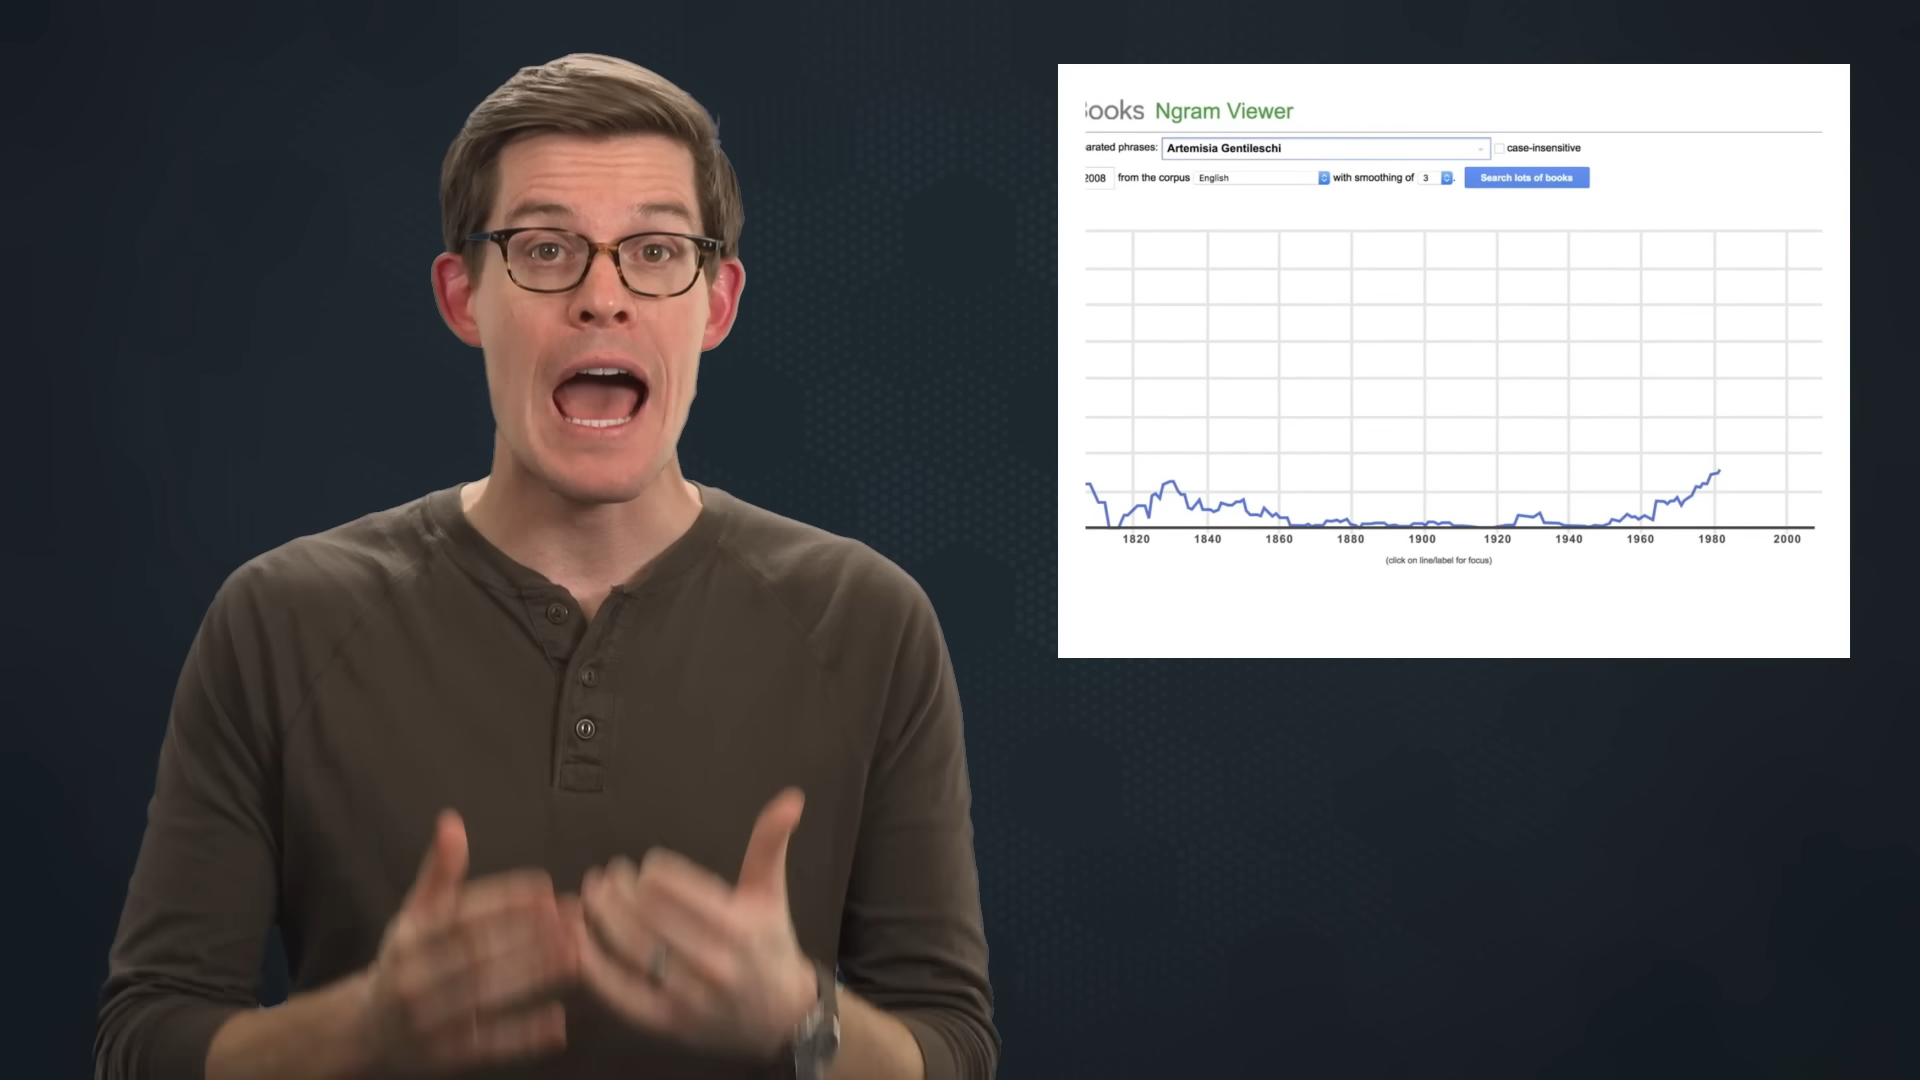 Books Ngram Viewer
arated phrases: Artemisia Gentileschi case-insensitive
2008 from the corpus English with smoothing of 3 . Search lots of books
1820 1840 1860 1880 1900 1920 1940 1960 1980 2000
(click on line/label for focus)